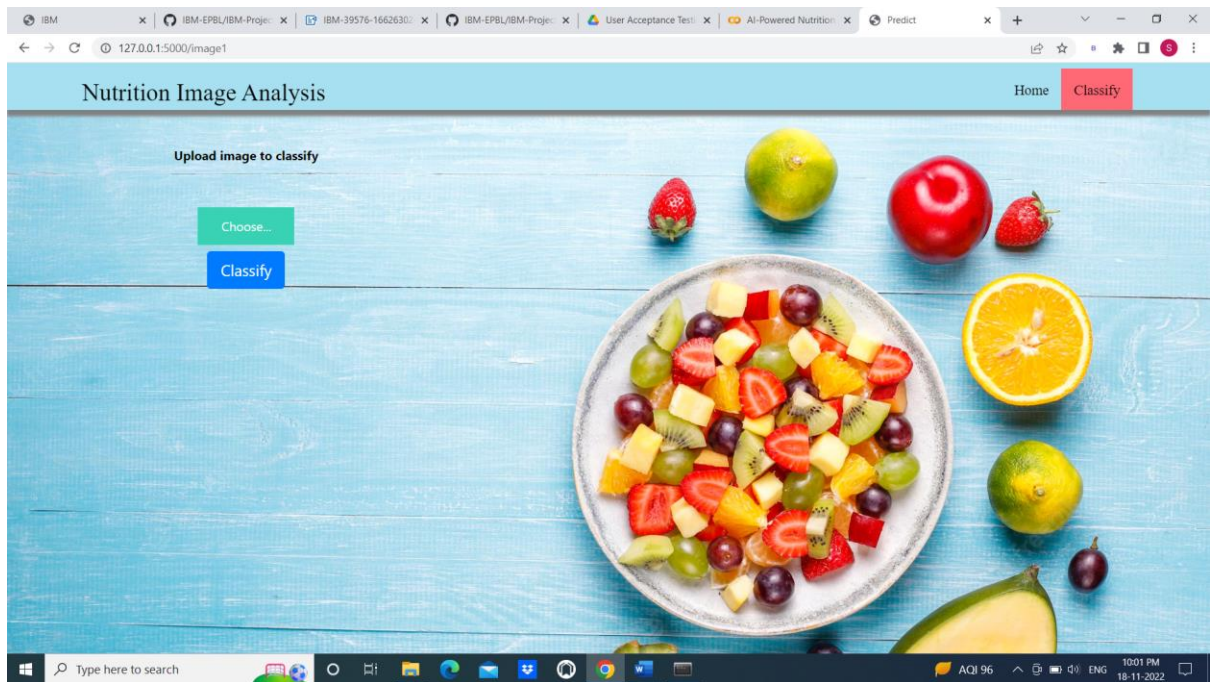 IBM
IBM-EPBL/IBM-Projec
IBM-39576-16626302
IBM-EPBL/IBM-Projec
User Acceptance Testi
AI-Powered Nutrition
Predict
127.0.0.1:5000/image1
S
Nutrition Image Analysis
Home
Classify
Upload image to classify
Choose...
Classify
Type here to search
AQI 96
ENG
10:01 PM
18-11-2022